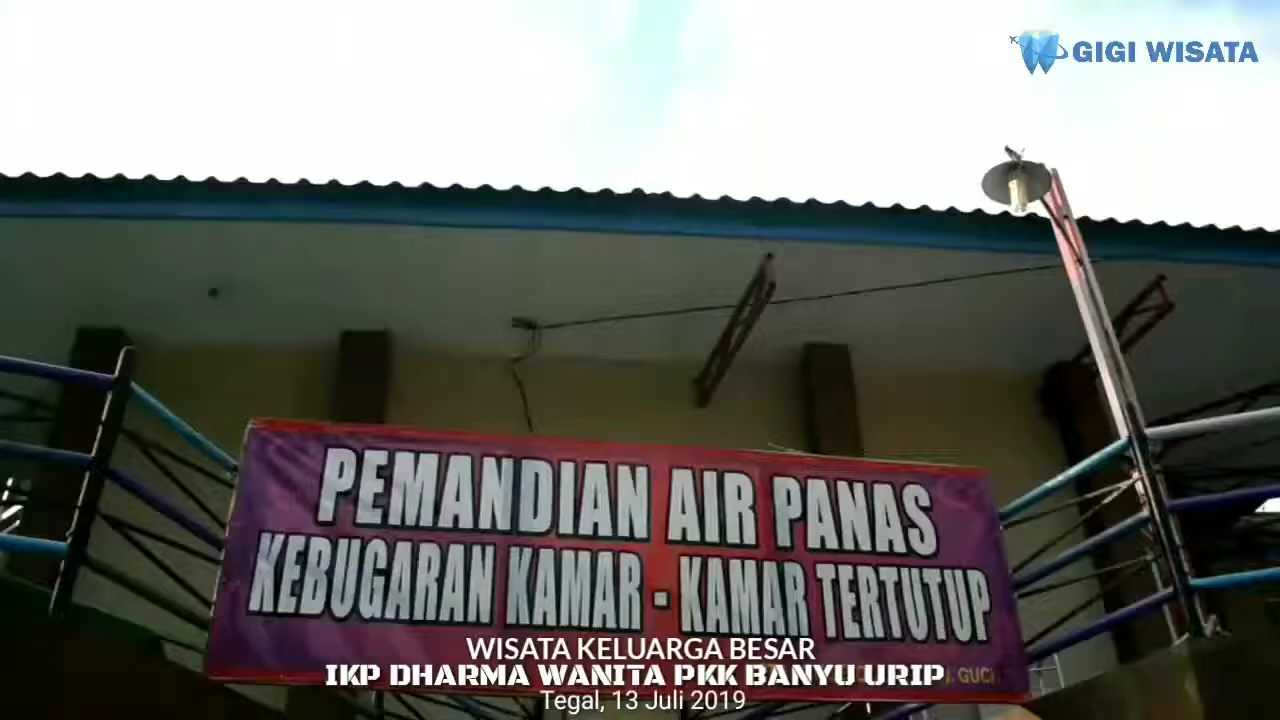 GIGI WISATA
PEMANDIAN AIR PANAS
KEBUGARAN KAMAR - KAMAR TERTUTUP
GUCI
WISATA KELUARGA BESAR
IKP DHARMA WANITA PKK BANYU URIP
Tegal, 13 Juli 2019